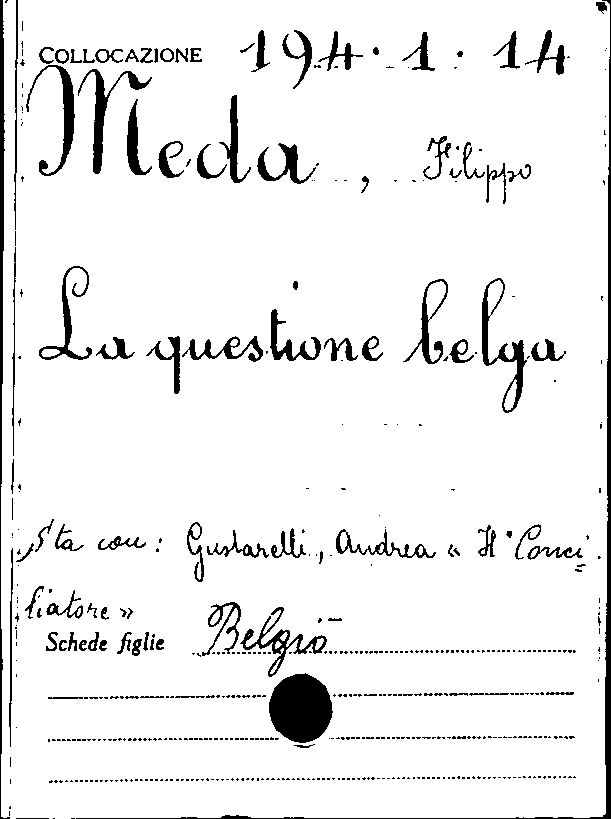 COLLOCAZIONE 194.1.14
Meda, Filippo
La questione belga
Sta con: Gustarelli, Andrea « Il Conci=
liatore »
Schede figlie Belgio